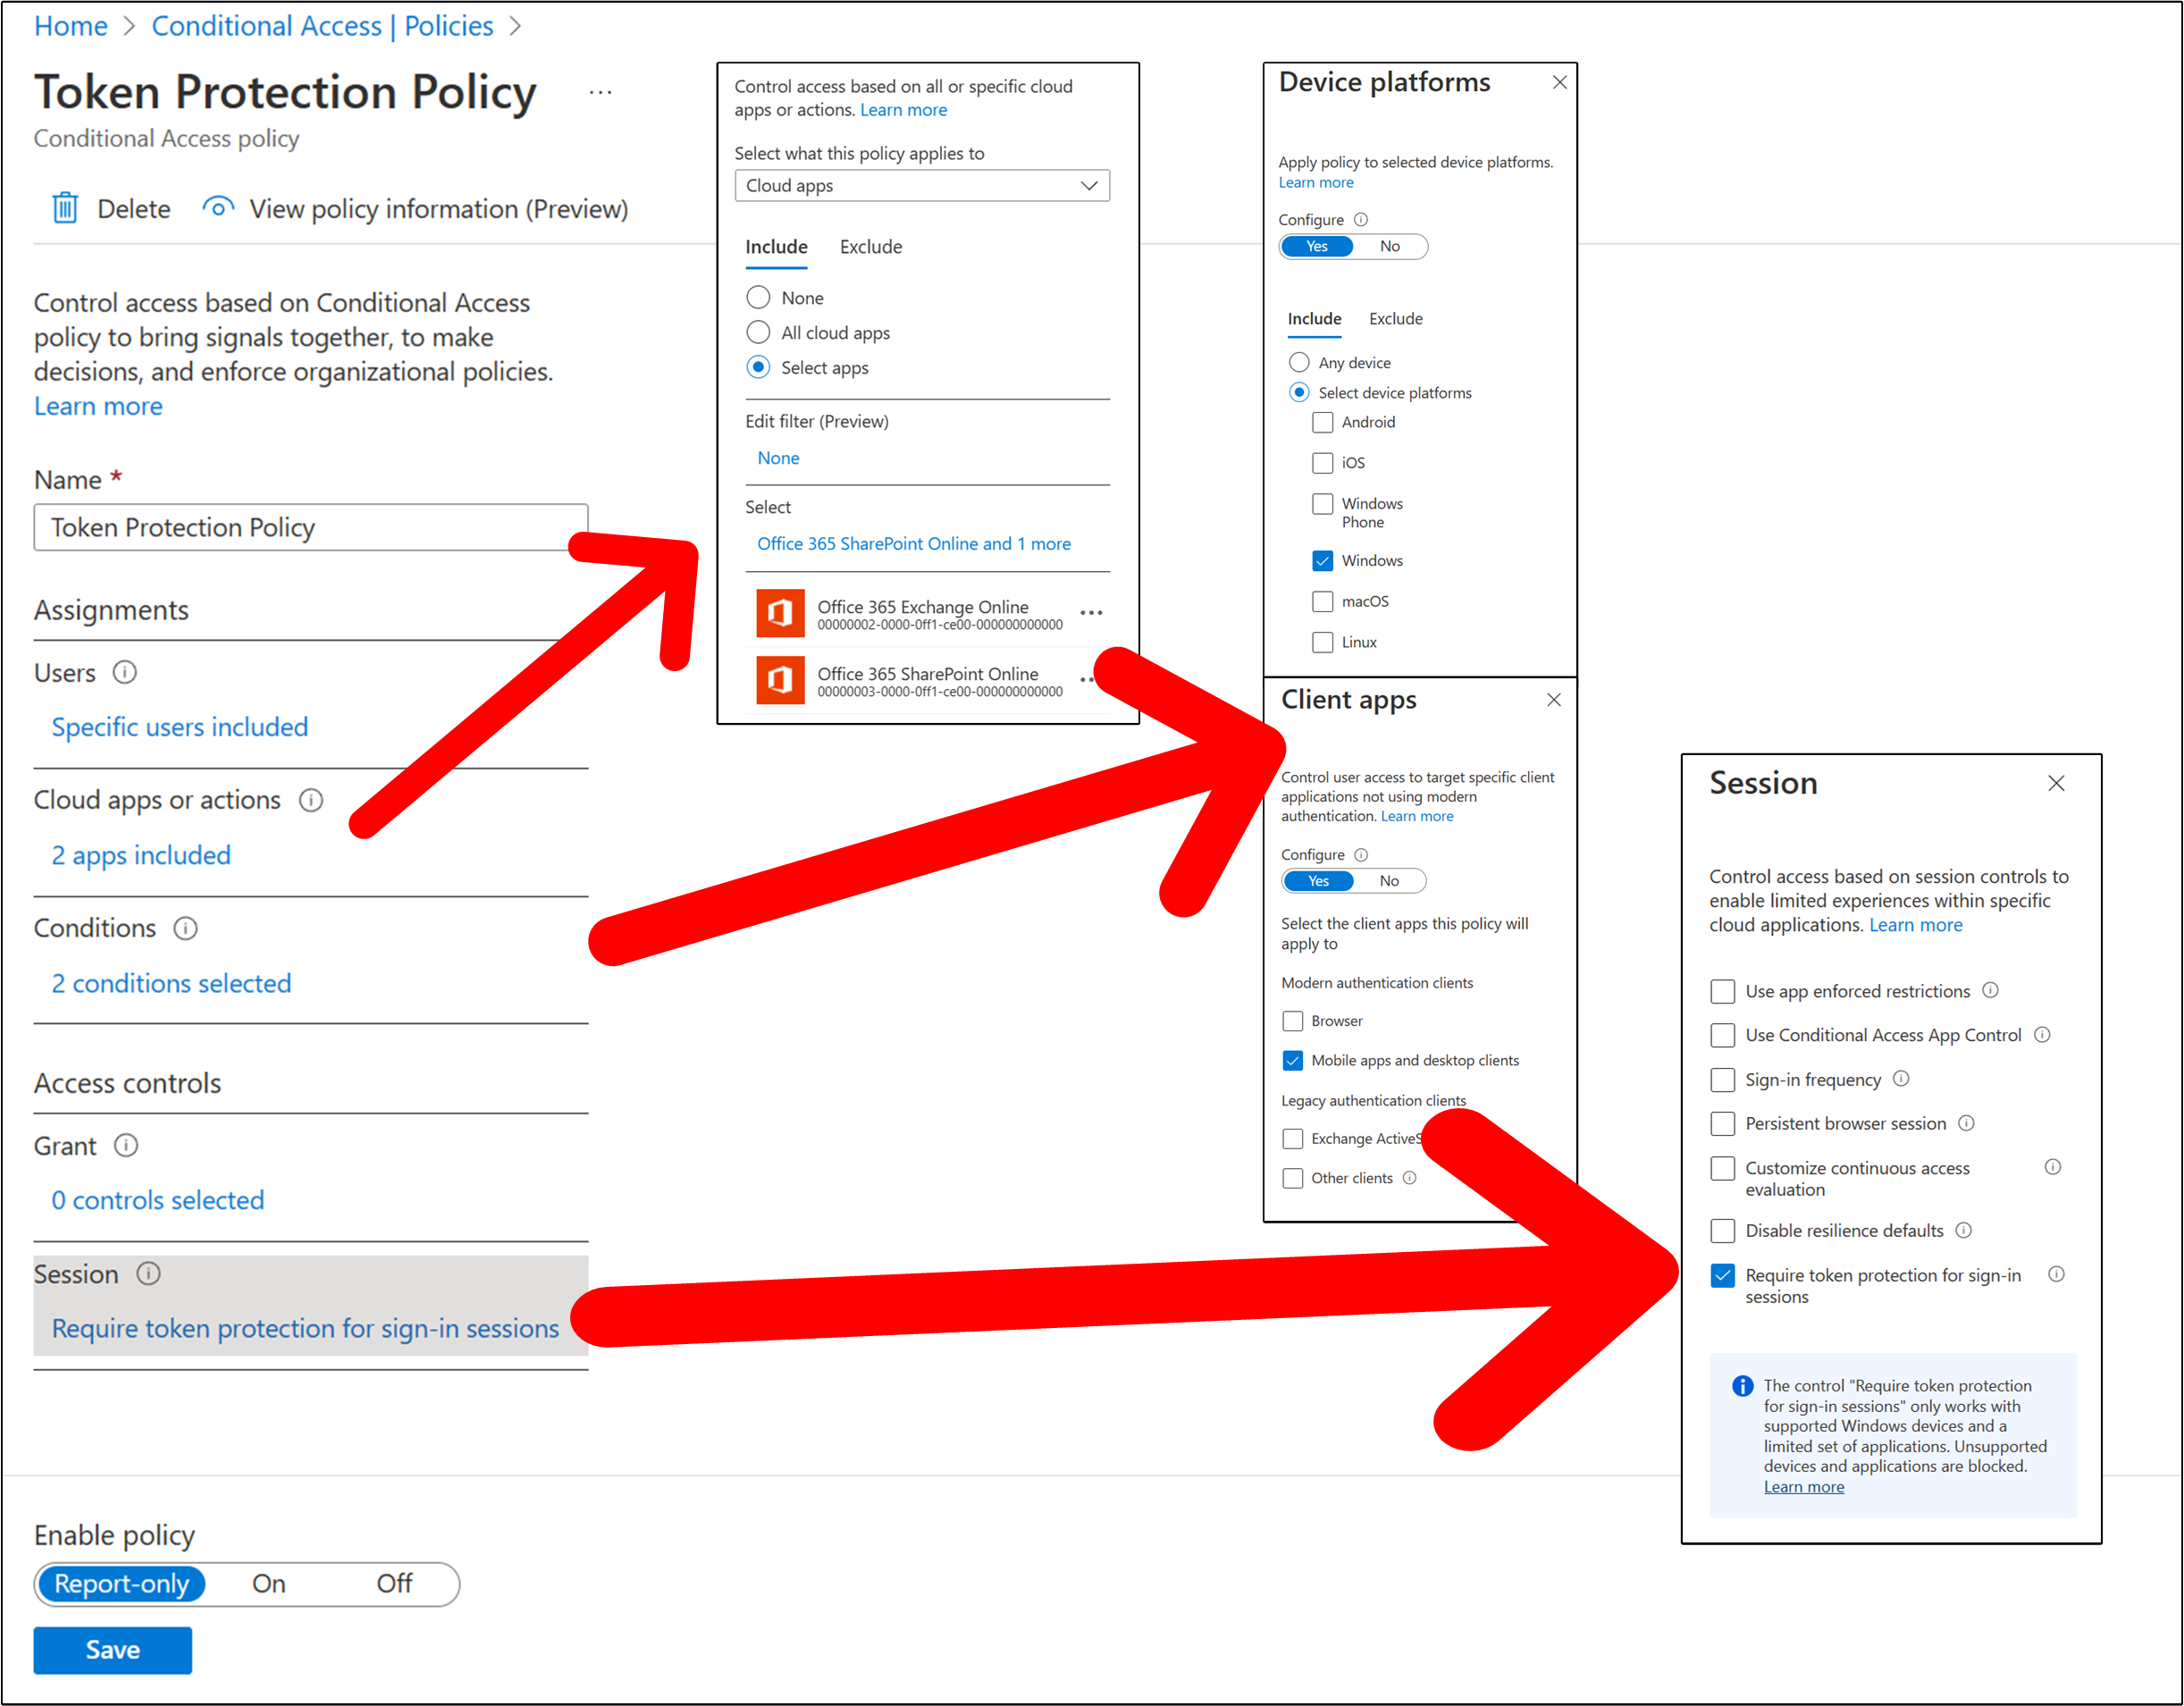 Home > Conditional Access | Policies >
Token Protection Policy ...
Conditional Access policy
Delete View policy information (Preview)
Control access based on Conditional Access
policy to bring signals together, to make
decisions, and enforce organizational policies.
Learn more
Name *
Token Protection Policy
Assignments
Users
Specific users included
Cloud apps or actions
2 apps included
Conditions
2 conditions selected
Access controls
Grant
0 controls selected
Session
Require token protection for sign-in sessions
Enable policy
Report-only On Off
Save
Control access based on all or specific cloud
apps or actions. Learn more
Select what this policy applies to
Cloud apps
Include Exclude
None
All cloud apps
Select apps
Edit filter (Preview)
None
Select
Office 365 SharePoint Online and 1 more
Office 365 Exchange Online
00000002-0000-0ff1-ce00-000000000000
Office 365 SharePoint Online
00000003-0000-0ff1-ce00-000000000000
Device platforms
Apply policy to selected device platforms.
Learn more
Configure
Yes No
Include Exclude
Any device
Select device platforms
Android
iOS
Windows
Phone
Windows
macOS
Linux
Client apps
Control user access to target specific client
applications not using modern
authentication. Learn more
Configure
Yes No
Select the client apps this policy will
apply to
Modern authentication clients
Browser
Mobile apps and desktop clients
Legacy authentication clients
Exchange ActiveS
Other clients
Session
Control access based on session controls to
enable limited experiences within specific
cloud applications. Learn more
Use app enforced restrictions
Use Conditional Access App Control
Sign-in frequency
Persistent browser session
Customize continuous access
evaluation
Disable resilience defaults
Require token protection for sign-in
sessions
The control "Require token protection
for sign-in sessions" only works with
supported Windows devices and a
limited set of applications. Unsupported
devices and applications are blocked.
Learn more